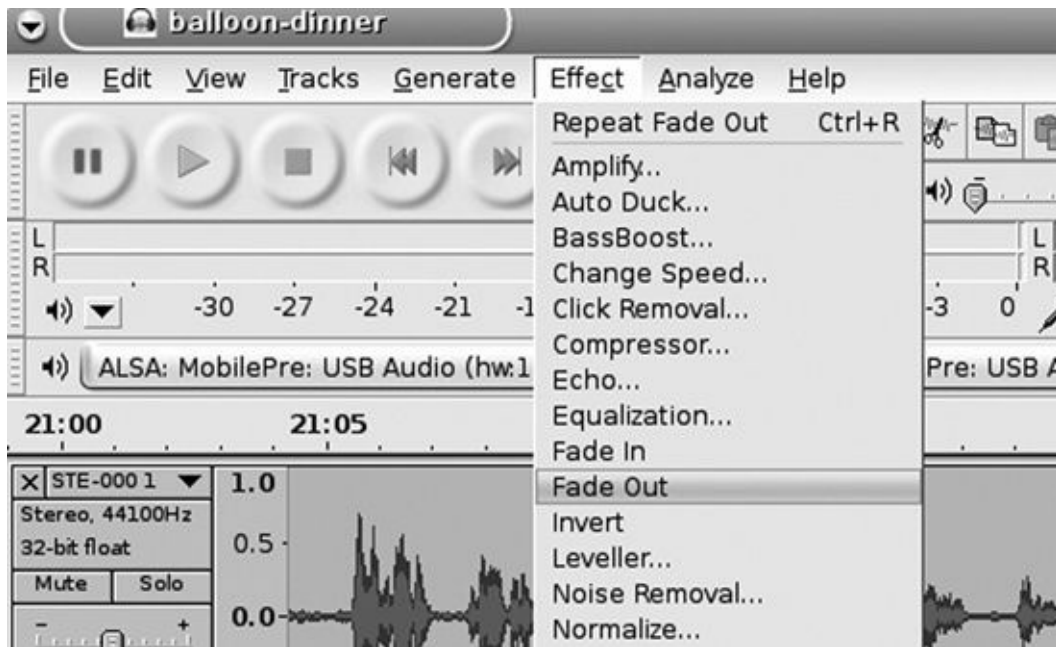 balloon-dinner
File Edit View Tracks Generate Effect Analyze Help
Repeat Fade Out Ctrl+R
Amplify...
Auto Duck...
BassBoost...
Change Speed...
Click Removal...
Compressor...
Echo...
Equalization...
Fade In
Fade Out
Invert
Leveller...
Noise Removal...
Normalize...
L
R
L
R
-30 -27 -24 -21 -1 -3 0
ALSA: MobilePre: USB Audio (hw:1 Pre: USB A
21:00 21:05
STE-000 1
Stereo, 44100Hz
32-bit float
Mute Solo
- +
1.0
0.5
0.0